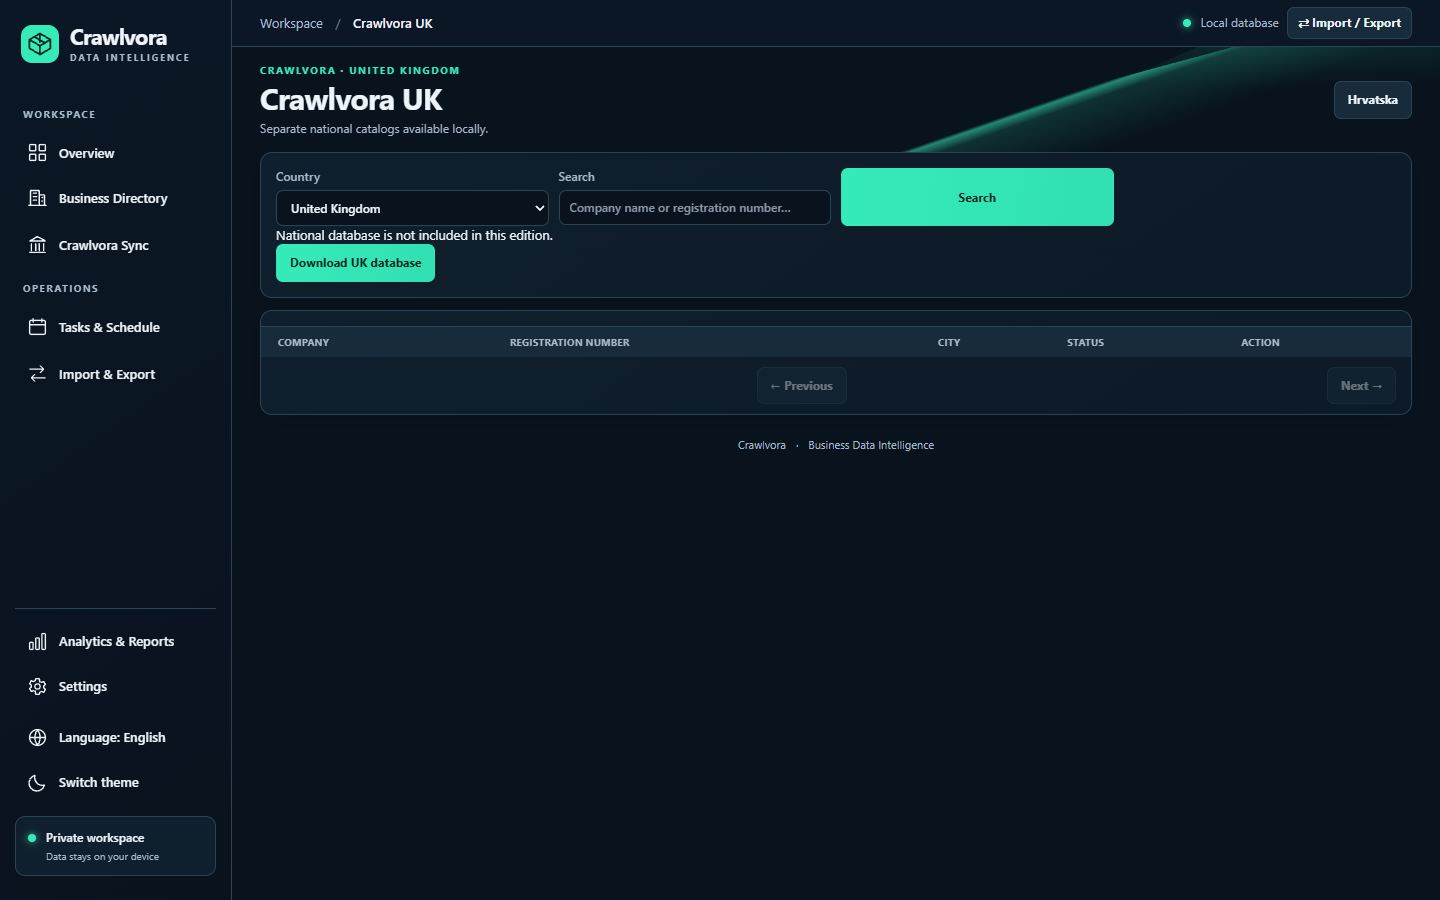 Crawlvora
DATA INTELLIGENCE
WORKSPACE
Overview
Business Directory
Crawlvora Sync
OPERATIONS
Tasks & Schedule
Import & Export
Analytics & Reports
Settings
Language: English
Switch theme
Private workspace
Data stays on your device
Workspace / Crawlvora UK
Local database
⇄ Import / Export
CRAWLVORA · UNITED KINGDOM
Crawlvora UK
Separate national catalogs available locally.
Hrvatska
Country
Search
United Kingdom
Company name or registration number...
Search
National database is not included in this edition.
Download UK database
COMPANY REGISTRATION NUMBER CITY STATUS ACTION
← Previous
Next →
Crawlvora · Business Data Intelligence